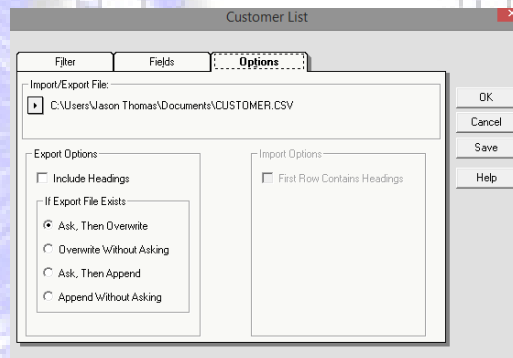 Customer List
Filter Fields Options
Import/Export File:
C:\Users\Jason Thomas\Documents\CUSTOMER.CSV
OK
Cancel
Save
Help
Export Options
Include Headings
If Export File Exists
Ask, Then Overwrite
Overwrite Without Asking
Ask, Then Append
Append Without Asking
Import Options
First Row Contains Headings